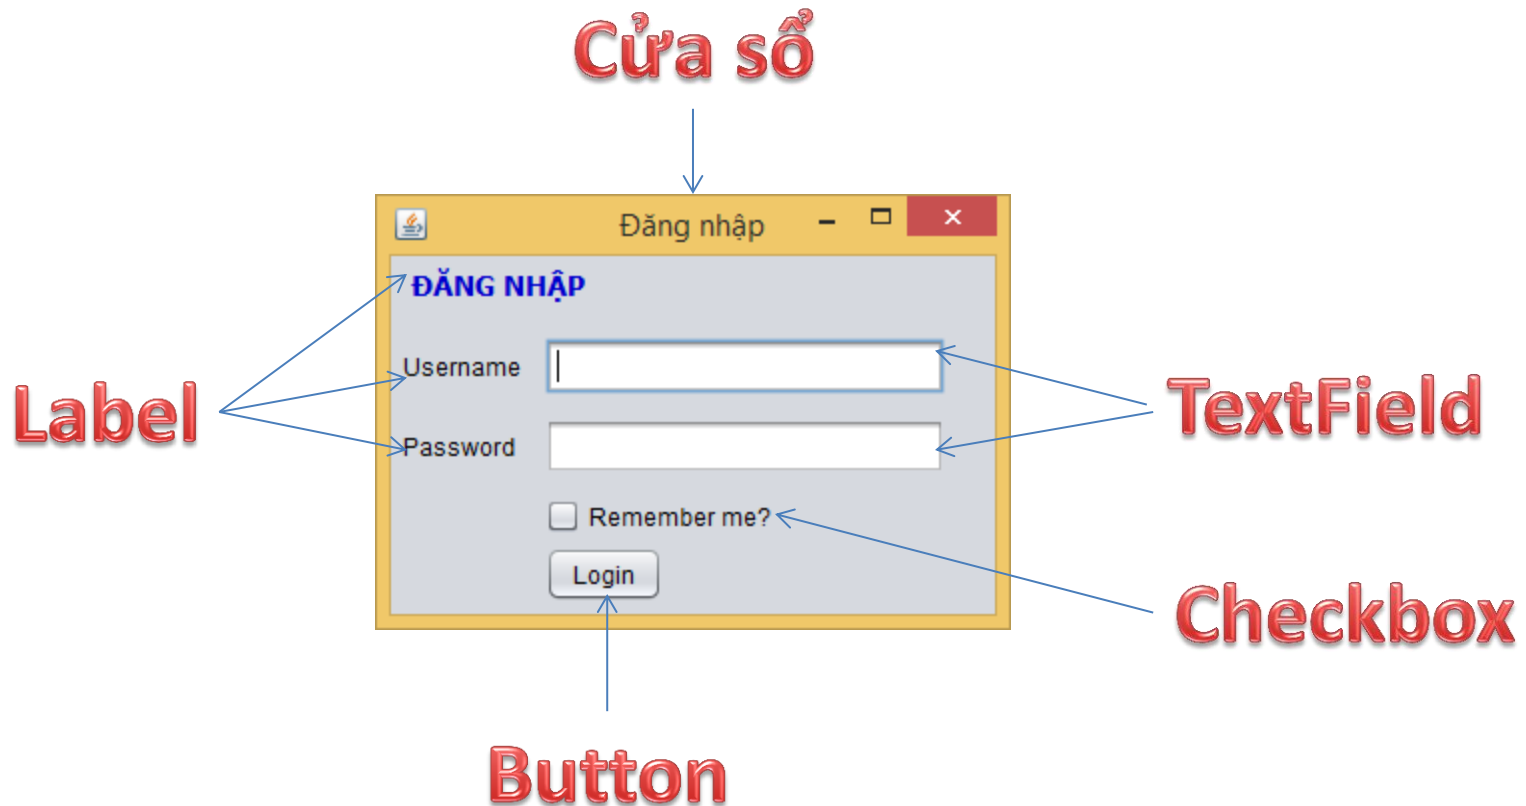 Cửa sổ
Đăng nhập
ĐĂNG NHẬP
Username
Label
TextField
Password
Remember me?
Login
Checkbox
Button